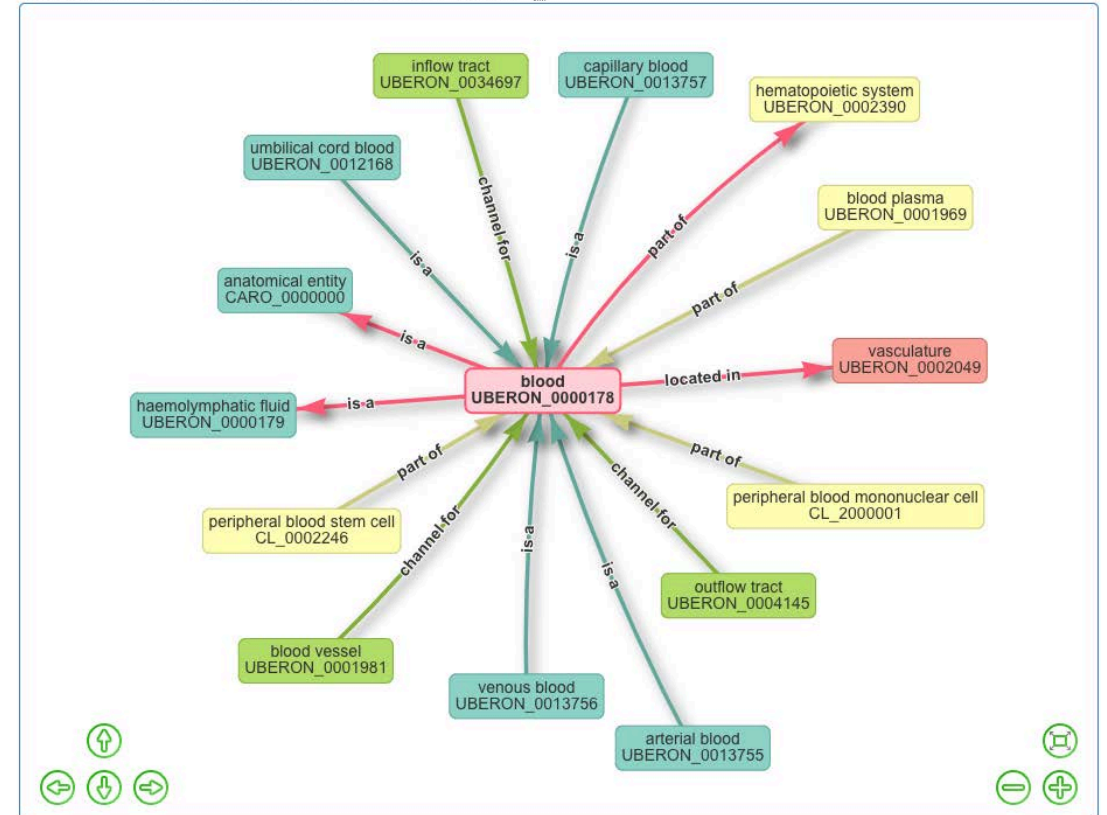 inflow tract
UBERON_0034697
capillary blood
UBERON_0013757
hematopoietic system
UBERON_0002390
umbilical cord blood
UBERON_0012168
channel for
is a
part of
blood plasma
UBERON_0001969
is a
anatomical entity
CARO_0000000
part of
is a
vasculature
UBERON_0002049
blood
UBERON_0000178
located in
haemolymphatic fluid
UBERON_0000179
is a
part of
part of
peripheral blood stem cell
CL_0002246
channel for
channel for
peripheral blood mononuclear cell
CL_2000001
is a
is a
outflow tract
UBERON_0004145
blood vessel
UBERON_0001981
venous blood
UBERON_0013756
arterial blood
UBERON_0013755